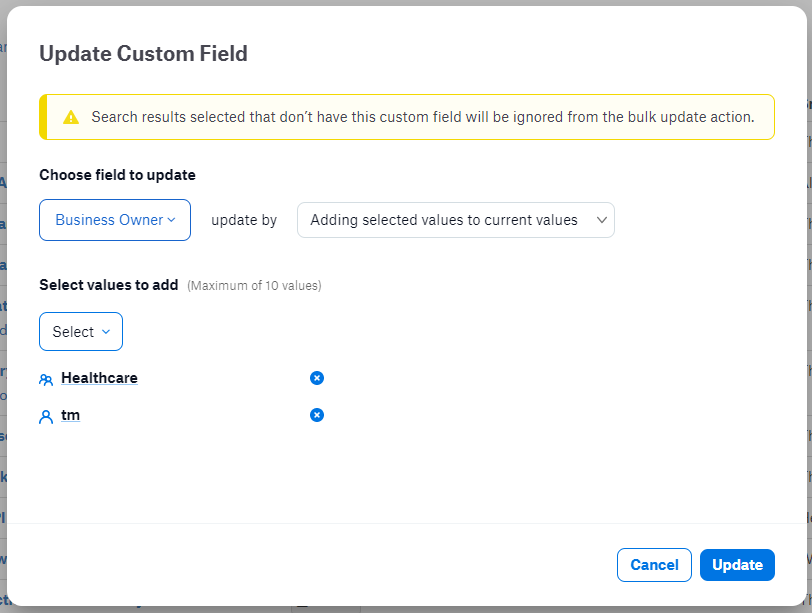 Update Custom Field
Search results selected that don’t have this custom field will be ignored from the bulk update action.
Choose field to update
Business Owner update by Adding selected values to current values
Select values to add (Maximum of 10 values)
Select
Healthcare
tm
Cancel Update